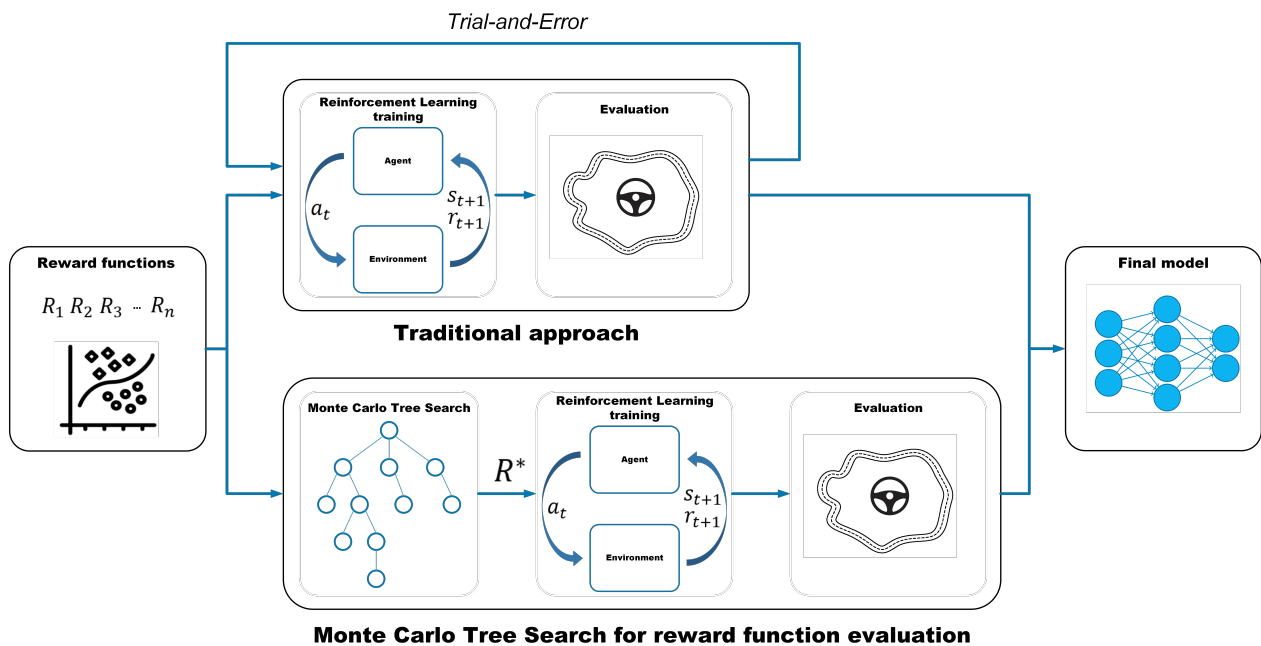 Trial-and-Error
Reinforcement Learning
training
Agent
a_t
s_{t+1}
r_{t+1}
Environment
Evaluation
Traditional approach
Reward functions
R_1 R_2 R_3 ... R_n
Final model
Monte Carlo Tree Search
R*
Reinforcement Learning
training
Agent
a_t
s_{t+1}
r_{t+1}
Environment
Evaluation
Monte Carlo Tree Search for reward function evaluation